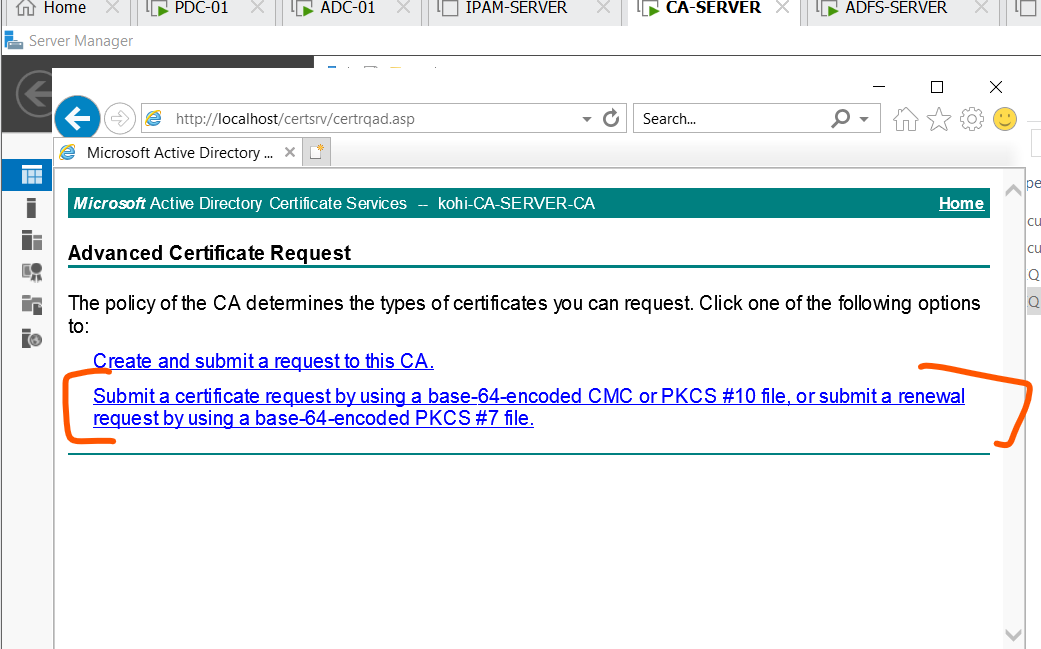 Home PDC-01 ADC-01 IPAM-SERVER CA-SERVER ADFS-SERVER
Server Manager
http://localhost/certsrv/certrqad.asp Search...
Microsoft Active Directory ...
Microsoft Active Directory Certificate Services -- kohi-CA-SERVER-CA Home
Advanced Certificate Request
The policy of the CA determines the types of certificates you can request. Click one of the following options
to:
Create and submit a request to this CA.
Submit a certificate request by using a base-64-encoded CMC or PKCS #10 file, or submit a renewal
request by using a base-64-encoded PKCS #7 file.